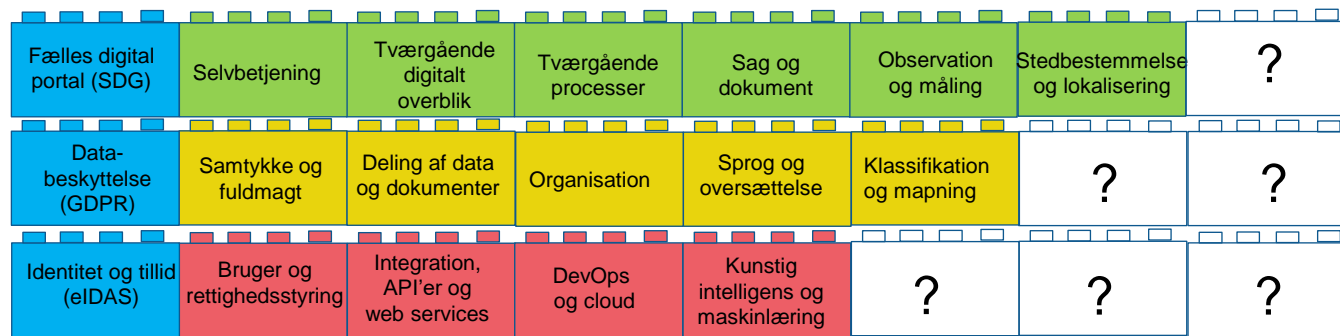 Fælles digital
portal (SDG)
Selvbetjening
Tværgående
digitalt
overblik
Tværgående
processer
Sag og
dokument
Observation
og måling
Stedbestemmelse
og lokalisering
?
Data-
beskyttelse
(GDPR)
Samtykke og
fuldmagt
Deling af data
og dokumenter
Organisation
Sprog og
oversættelse
Klassifikation
og mapning
?
?
Identitet og tillid
(eIDAS)
Bruger og
rettighedsstyring
Integration,
API’er og
web services
DevOps
og cloud
Kunstig
intelligens og
maskinlæring
?
?
?